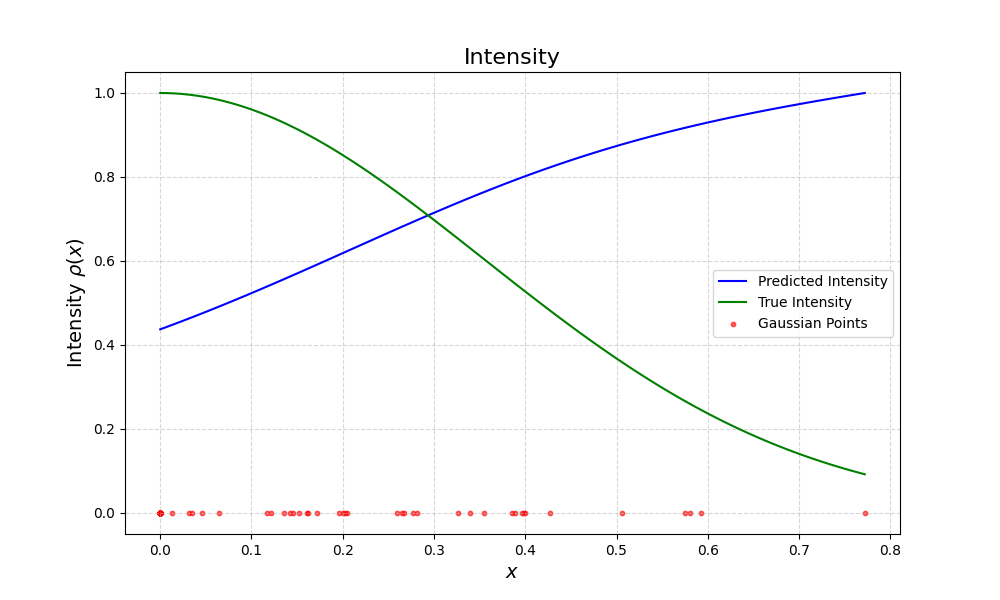 Intensity
Intensity ρ(x)
1.0
0.8
0.6
0.4
0.2
0.0
Predicted Intensity
True Intensity
Gaussian Points
0.0 0.1 0.2 0.3 0.4 0.5 0.6 0.7 0.8
x